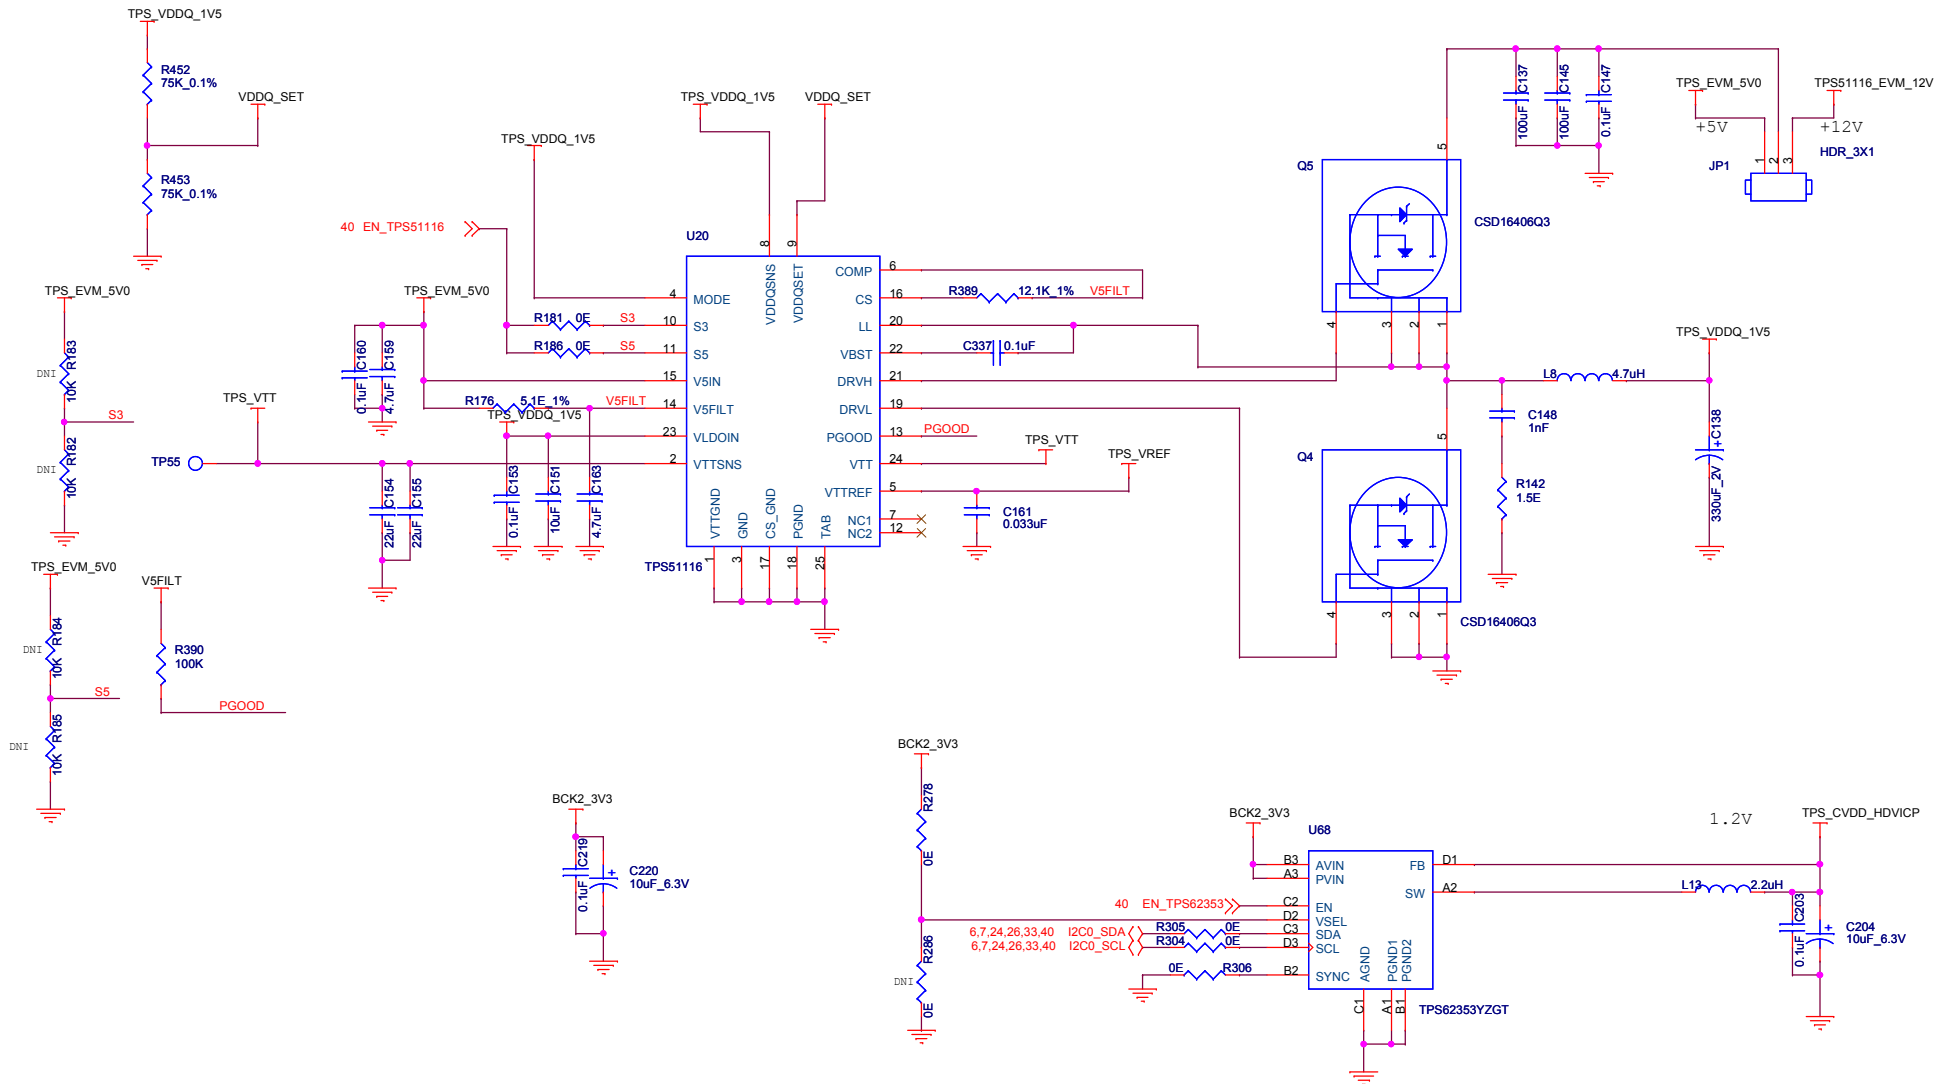 TPS_VDDQ_1V5
R452
75K_0.1%
VDDQ_SET
R453
75K_0.1%
TPS_EVM_5V0
DNI
R183
10K
S3
DNI
R182
10K
TPS_EVM_5V0
DNI
R184
10K
S5
DNI
R185
10K
V5FILT
R390
100K
PGOOD
TPS_VDDQ_1V5
VDDQ_SET
TPS_VDDQ_1V5
40 EN_TPS51116
TPS_EVM_5V0
C160
0.1uF
C159
4.7uF
R181 0E S3
R186 0E S5
R176 5.1E_1% V5FILT
TPS_VDDQ_1V5
TPS_VTT
TP55
C154
22uF
C155
22uF
C153
0.1uF
C151
10uF
C163
4.7uF
U20
8 VDDQSNS
9 VDDQSET
4 MODE
10 S3
11 S5
15 V5IN
14 V5FILT
23 VLDOIN
2 VTTSNS
COMP 6
CS 16
LL 20
VBST 22
DRVH 21
DRVL 19
PGOOD 13
VTT 24
VTTREF 5
NC1 7
NC2 12
VTTGND 1
GND 3
CS_GND 17
PGND 18
TAB 25
TPS51116
R389 12.1K_1% V5FILT
C337 0.1uF
PGOOD
TPS_VTT
TPS_VREF
C161
0.033uF
Q5
5
4
3
2
1
CSD16406Q3
Q4
5
4
3
2
1
CSD16406Q3
C137
100uF
C145
100uF
C147
0.1uF
TPS_EVM_5V0
+5V
TPS51116_EVM_12V
+12V
JP1
1
2
3
HDR_3X1
L8 4.7uH
TPS_VDDQ_1V5
C148
1nF
R142
1.5E
+
C138
330uF_2V
BCK2_3V3
C219
0.1uF
+
C220
10uF_6.3V
BCK2_3V3
R278
0E
DNI
R286
0E
BCK2_3V3
U68
B3 AVIN
A3 PVIN
C2 EN
D2 VSEL
C3 SDA
D3 SCL
B2 SYNC
FB D1
SW A2
AGND C1
PGND1 A1
PGND2 B1
TPS62353YZGT
40 EN_TPS62353
6,7,24,26,33,40 I2C0_SDA R305 0E
6,7,24,26,33,40 I2C0_SCL R304 0E
0E R306
1.2V
TPS_CVDD_HDVICP
L13 2.2uH
C203
0.1uF
+
C204
10uF_6.3V